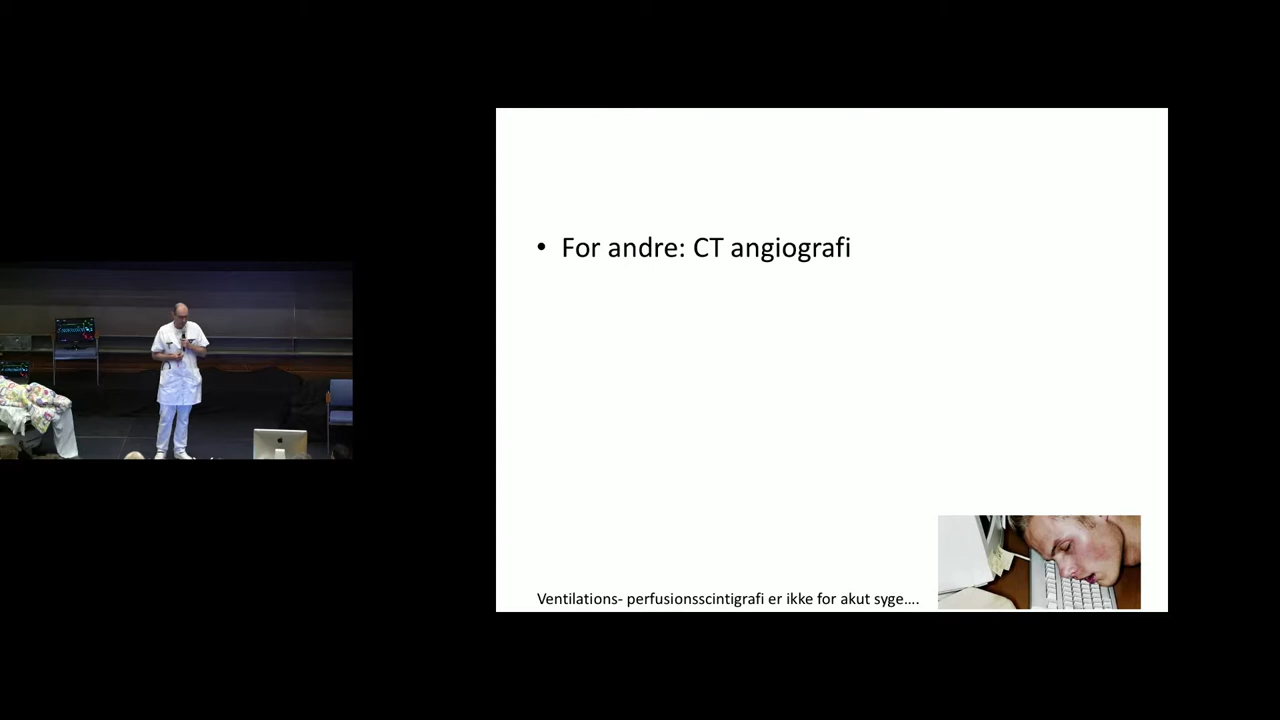 • For andre: CT angiografi
Ventilations- perfusionsscintigrafi er ikke for akut syge....